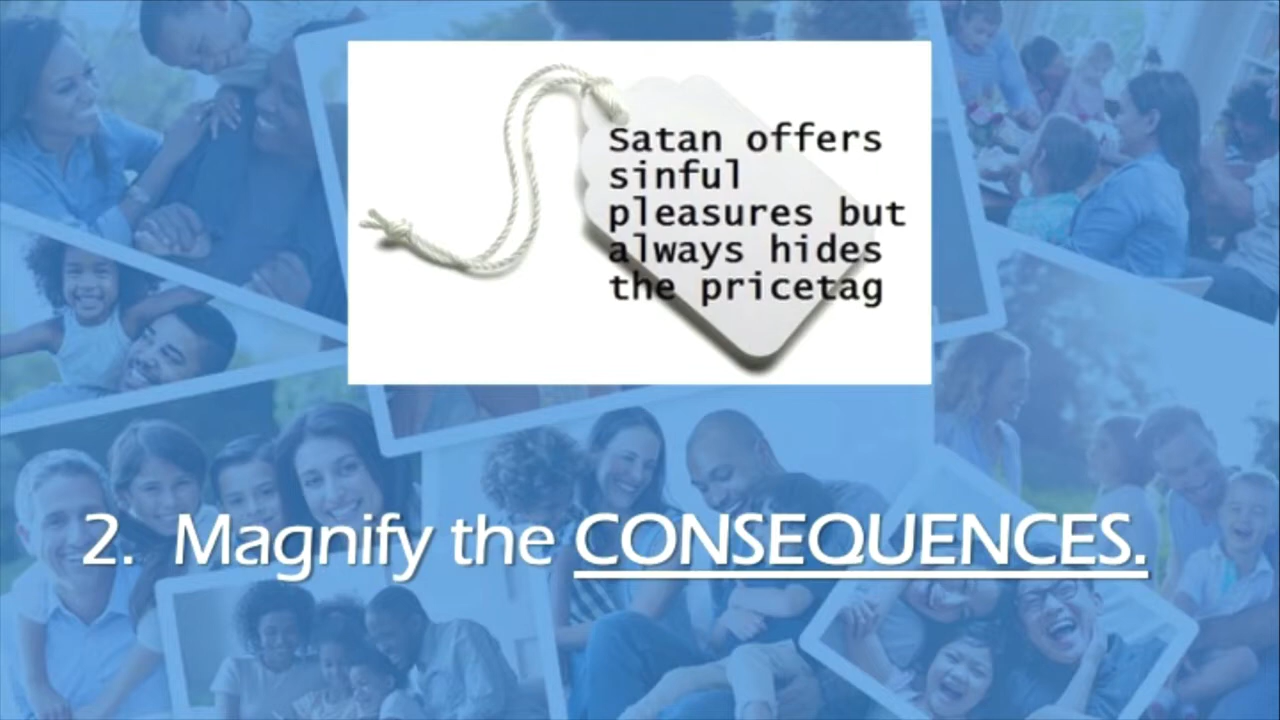 Satan offers
sinful
pleasures but
always hides
the pricetag
2. Magnify the CONSEQUENCES.